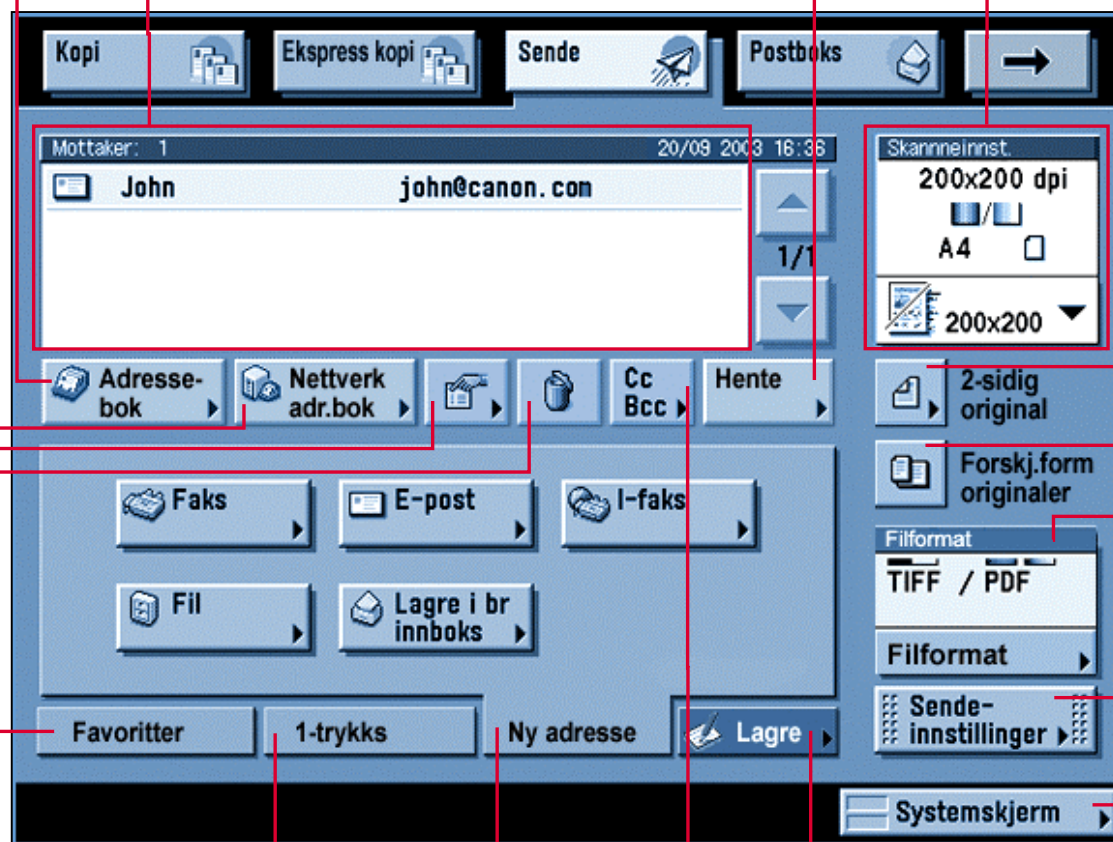 Kopi
Ekspress kopi
Sende
Postboks
Mottaker: 1
20/09 2003 16:36
John john@canon.com
1/1
Skannneinnst.
200x200 dpi
A4
200x200
Adresse-
bok
Nettverk
adr.bok
Cc
Bcc
Hente
2-sidig
original
Forskj.form
originaler
Faks
E-post
I-faks
Fil
Lagre i br
innboks
Filformat
TIFF / PDF
Filformat
Sende-
innstillinger
Favoritter
1-trykks
Ny adresse
Lagre
Systemskjerm